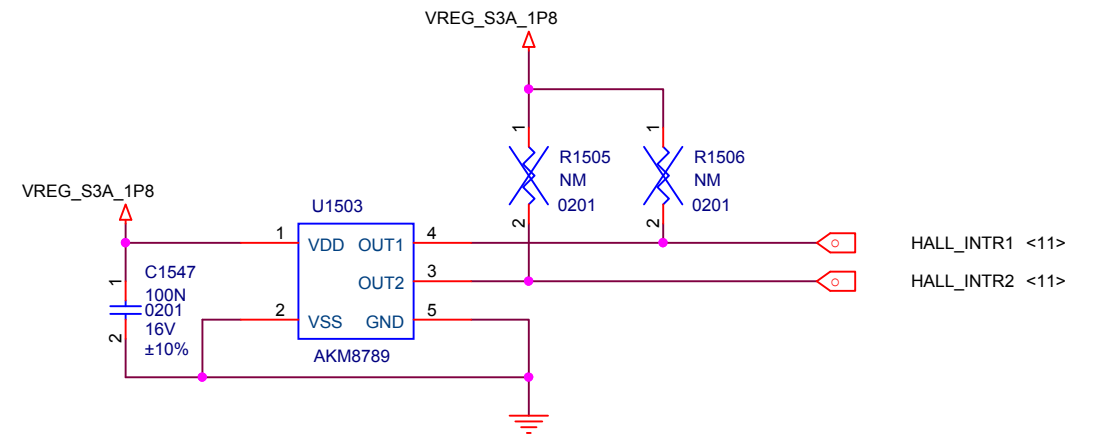 VREG_S3A_1P8
1
1
R1505
NM
0201
2
R1506
NM
0201
2
VREG_S3A_1P8
U1503
1
VDD
OUT1
4
HALL_INTR1 <11>
C1547
1
100N
0201
16V
±10%
2
OUT2
3
HALL_INTR2 <11>
2
VSS
GND
5
AKM8789